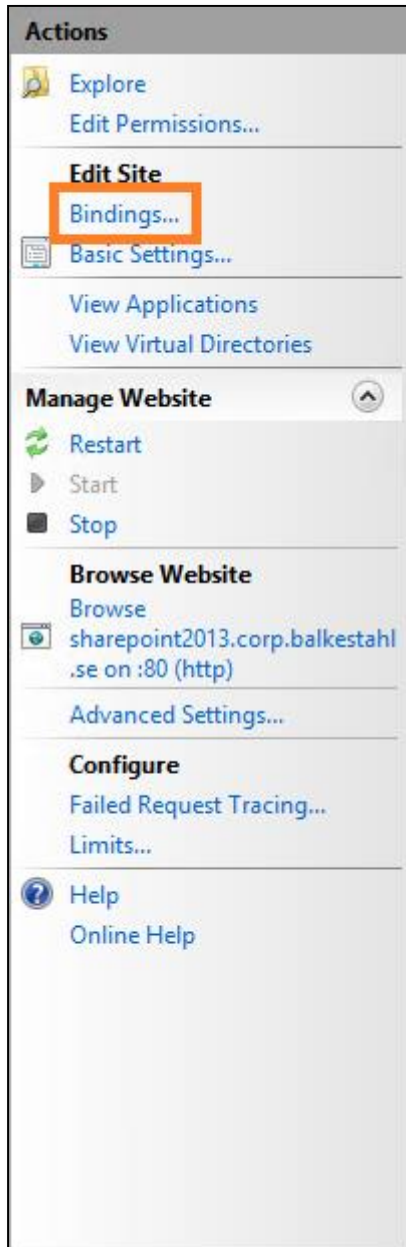 Actions
Explore
Edit Permissions...
Edit Site
Bindings...
Basic Settings...
View Applications
View Virtual Directories
Manage Website
Restart
Start
Stop
Browse Website
Browse
sharepoint2013.corp.balkestahl
.se on :80 (http)
Advanced Settings...
Configure
Failed Request Tracing...
Limits...
Help
Online Help